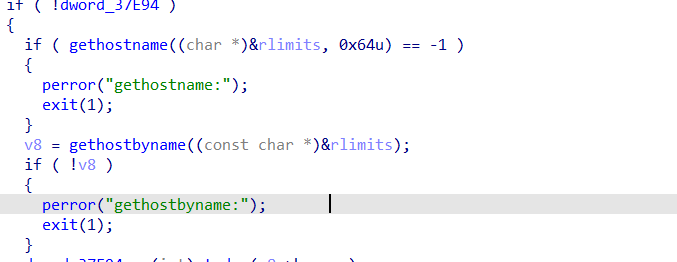 if ( !dword_37E94 )
{
if ( gethostname((char *)&rlimits, 0x64u) == -1 )
{
perror("gethostname:");
exit(1);
}
v8 = gethostbyname((const char *)&rlimits);
if ( !v8 )
{
perror("gethostbyname:");
exit(1);
}